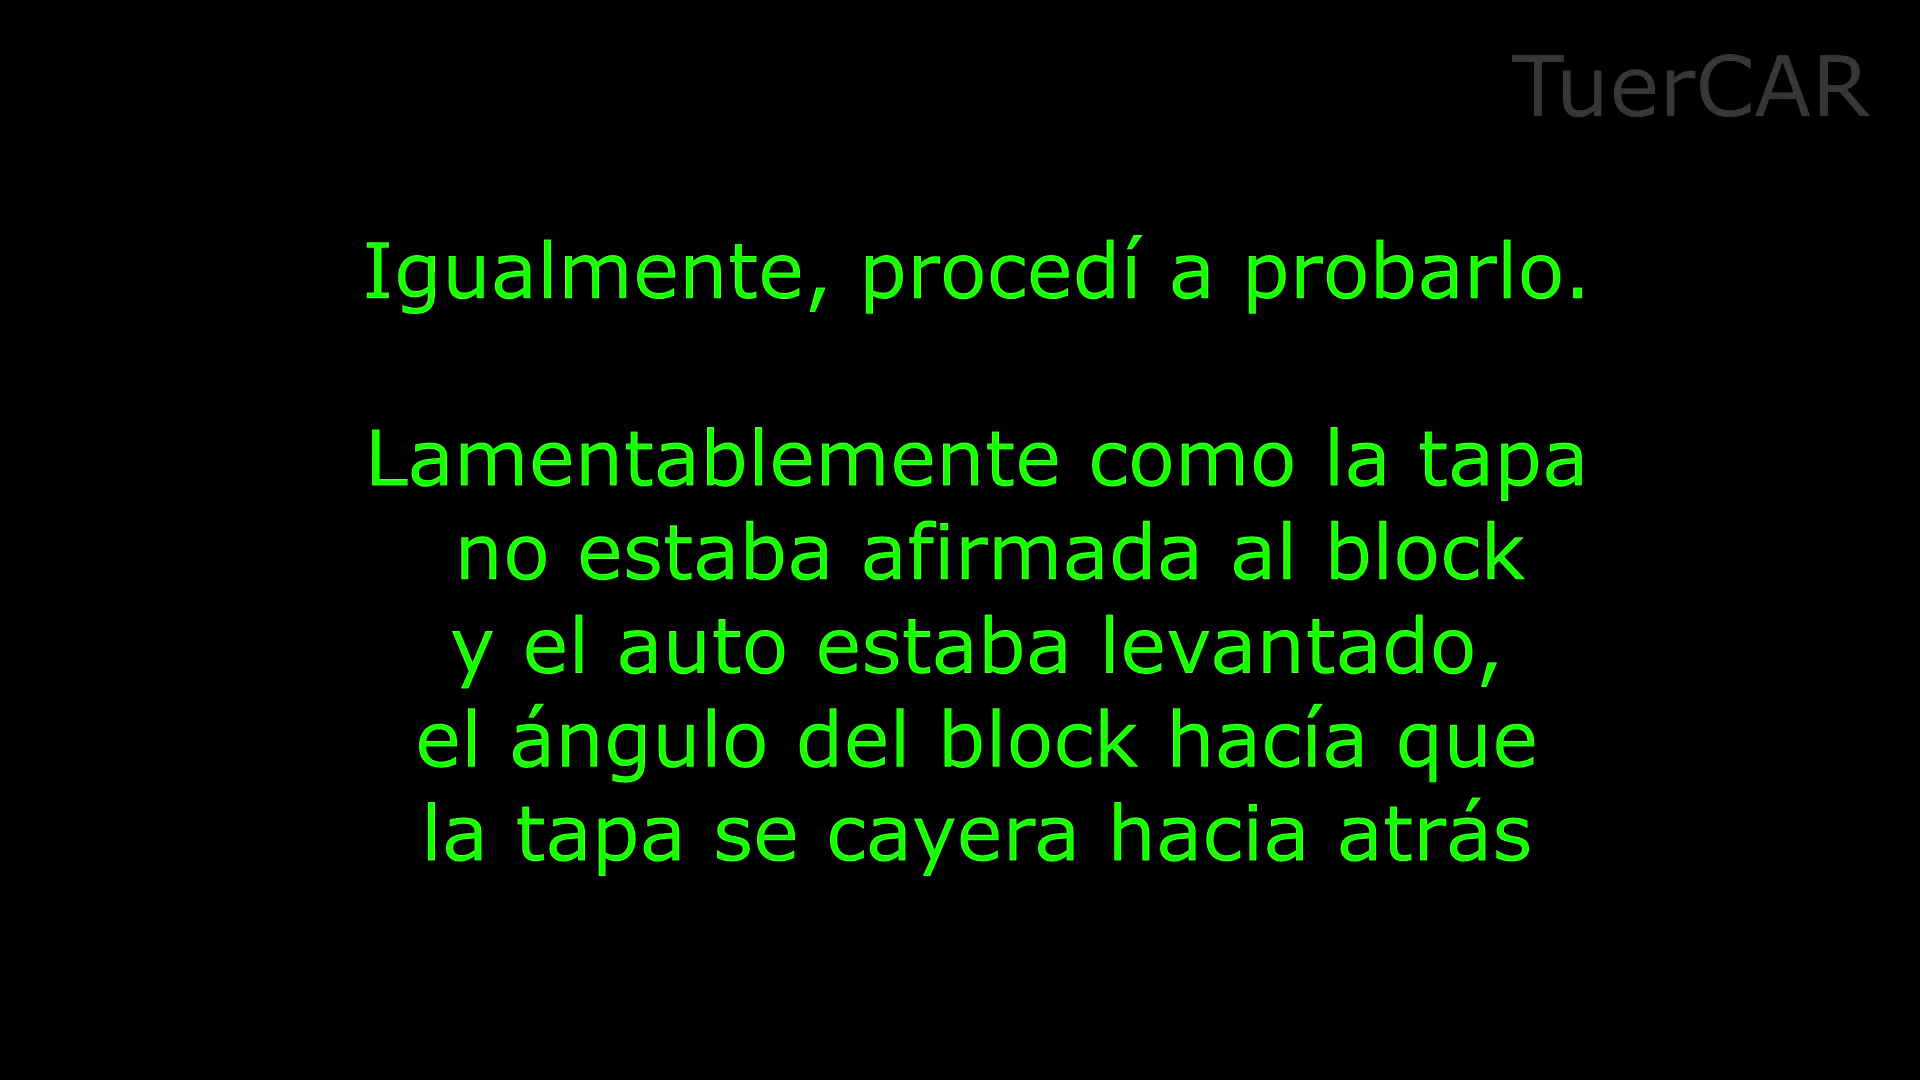 TuerCAR
Igualmente, procedí a probarlo.
Lamentablemente como la tapa
no estaba afirmada al block
y el auto estaba levantado,
el ángulo del block hacía que
la tapa se cayera hacia atrás